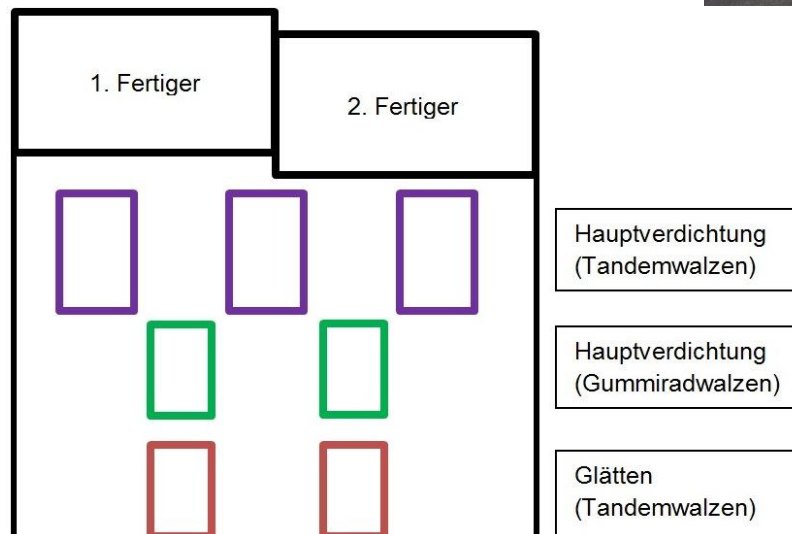 1. Fertiger
2. Fertiger
Hauptverdichtung
(Tandemwalzen)
Hauptverdichtung
(Gummiradwalzen)
Glätten
(Tandemwalzen)